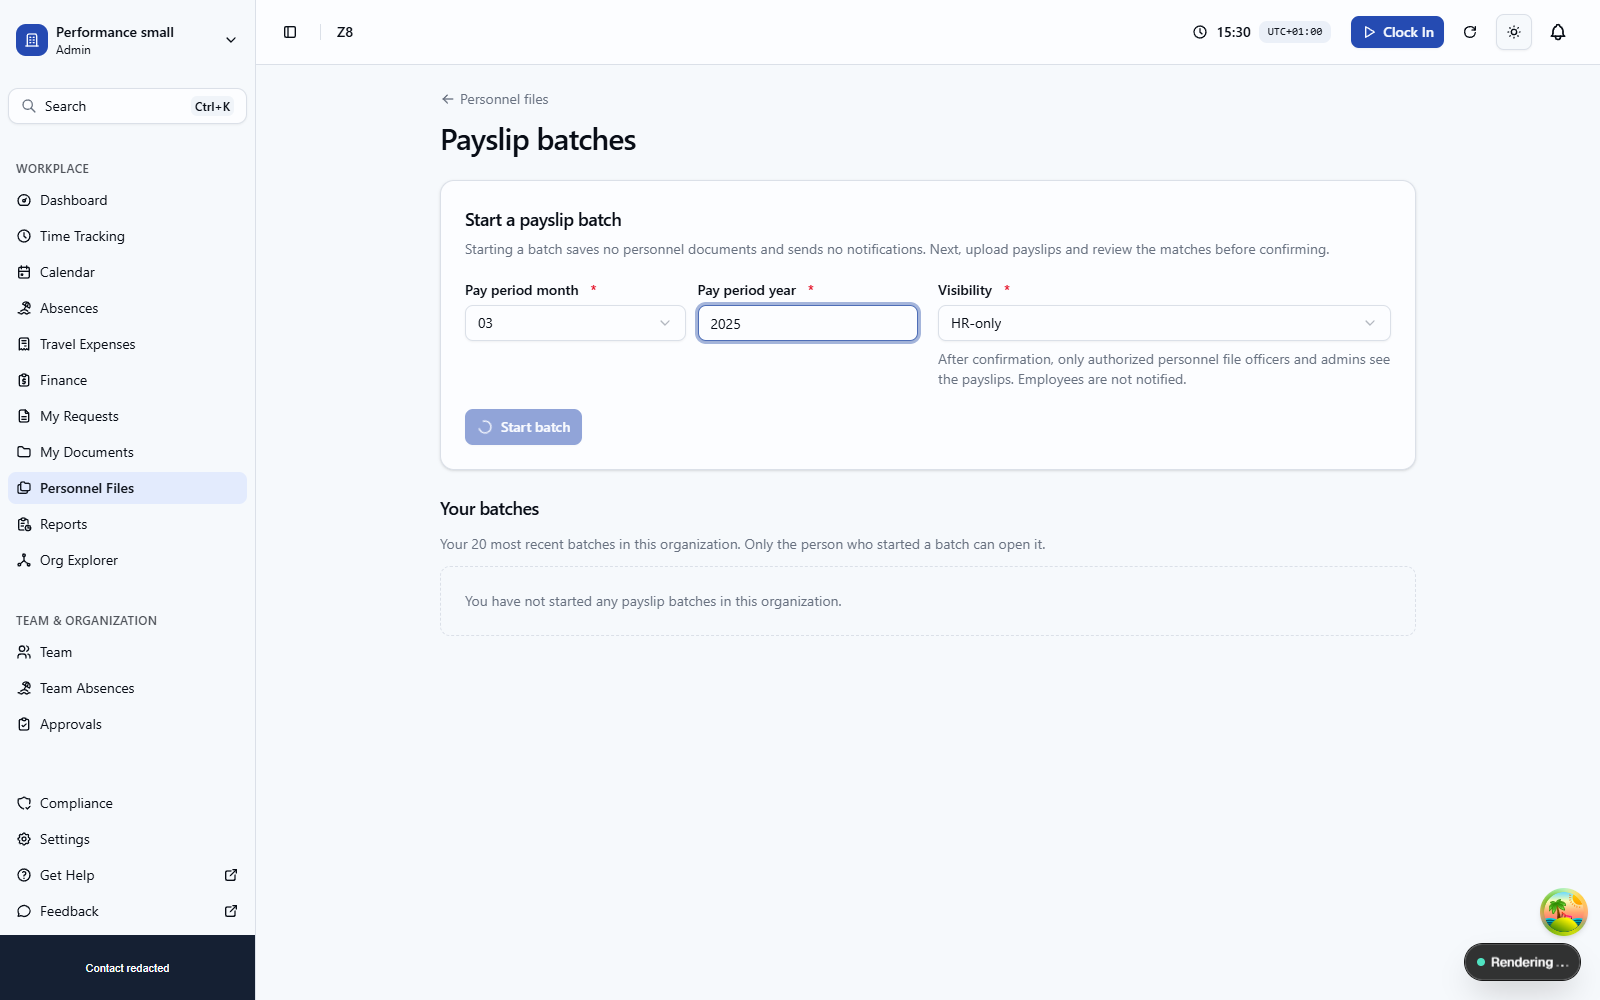 Performance small
Admin
Search
Ctrl+K
WORKPLACE
Dashboard
Time Tracking
Calendar
Absences
Travel Expenses
Finance
My Requests
My Documents
Personnel Files
Reports
Org Explorer
TEAM & ORGANIZATION
Team
Team Absences
Approvals
Compliance
Settings
Get Help
Feedback
Contact redacted
Z8
15:30
UTC+01:00
Clock In
Personnel files
Payslip batches
Start a payslip batch
Starting a batch saves no personnel documents and sends no notifications. Next, upload payslips and review the matches before confirming.
Pay period month *
03
Pay period year *
2025
Visibility *
HR-only
After confirmation, only authorized personnel file officers and admins see
the payslips. Employees are not notified.
Start batch
Your batches
Your 20 most recent batches in this organization. Only the person who started a batch can open it.
You have not started any payslip batches in this organization.
Rendering ...